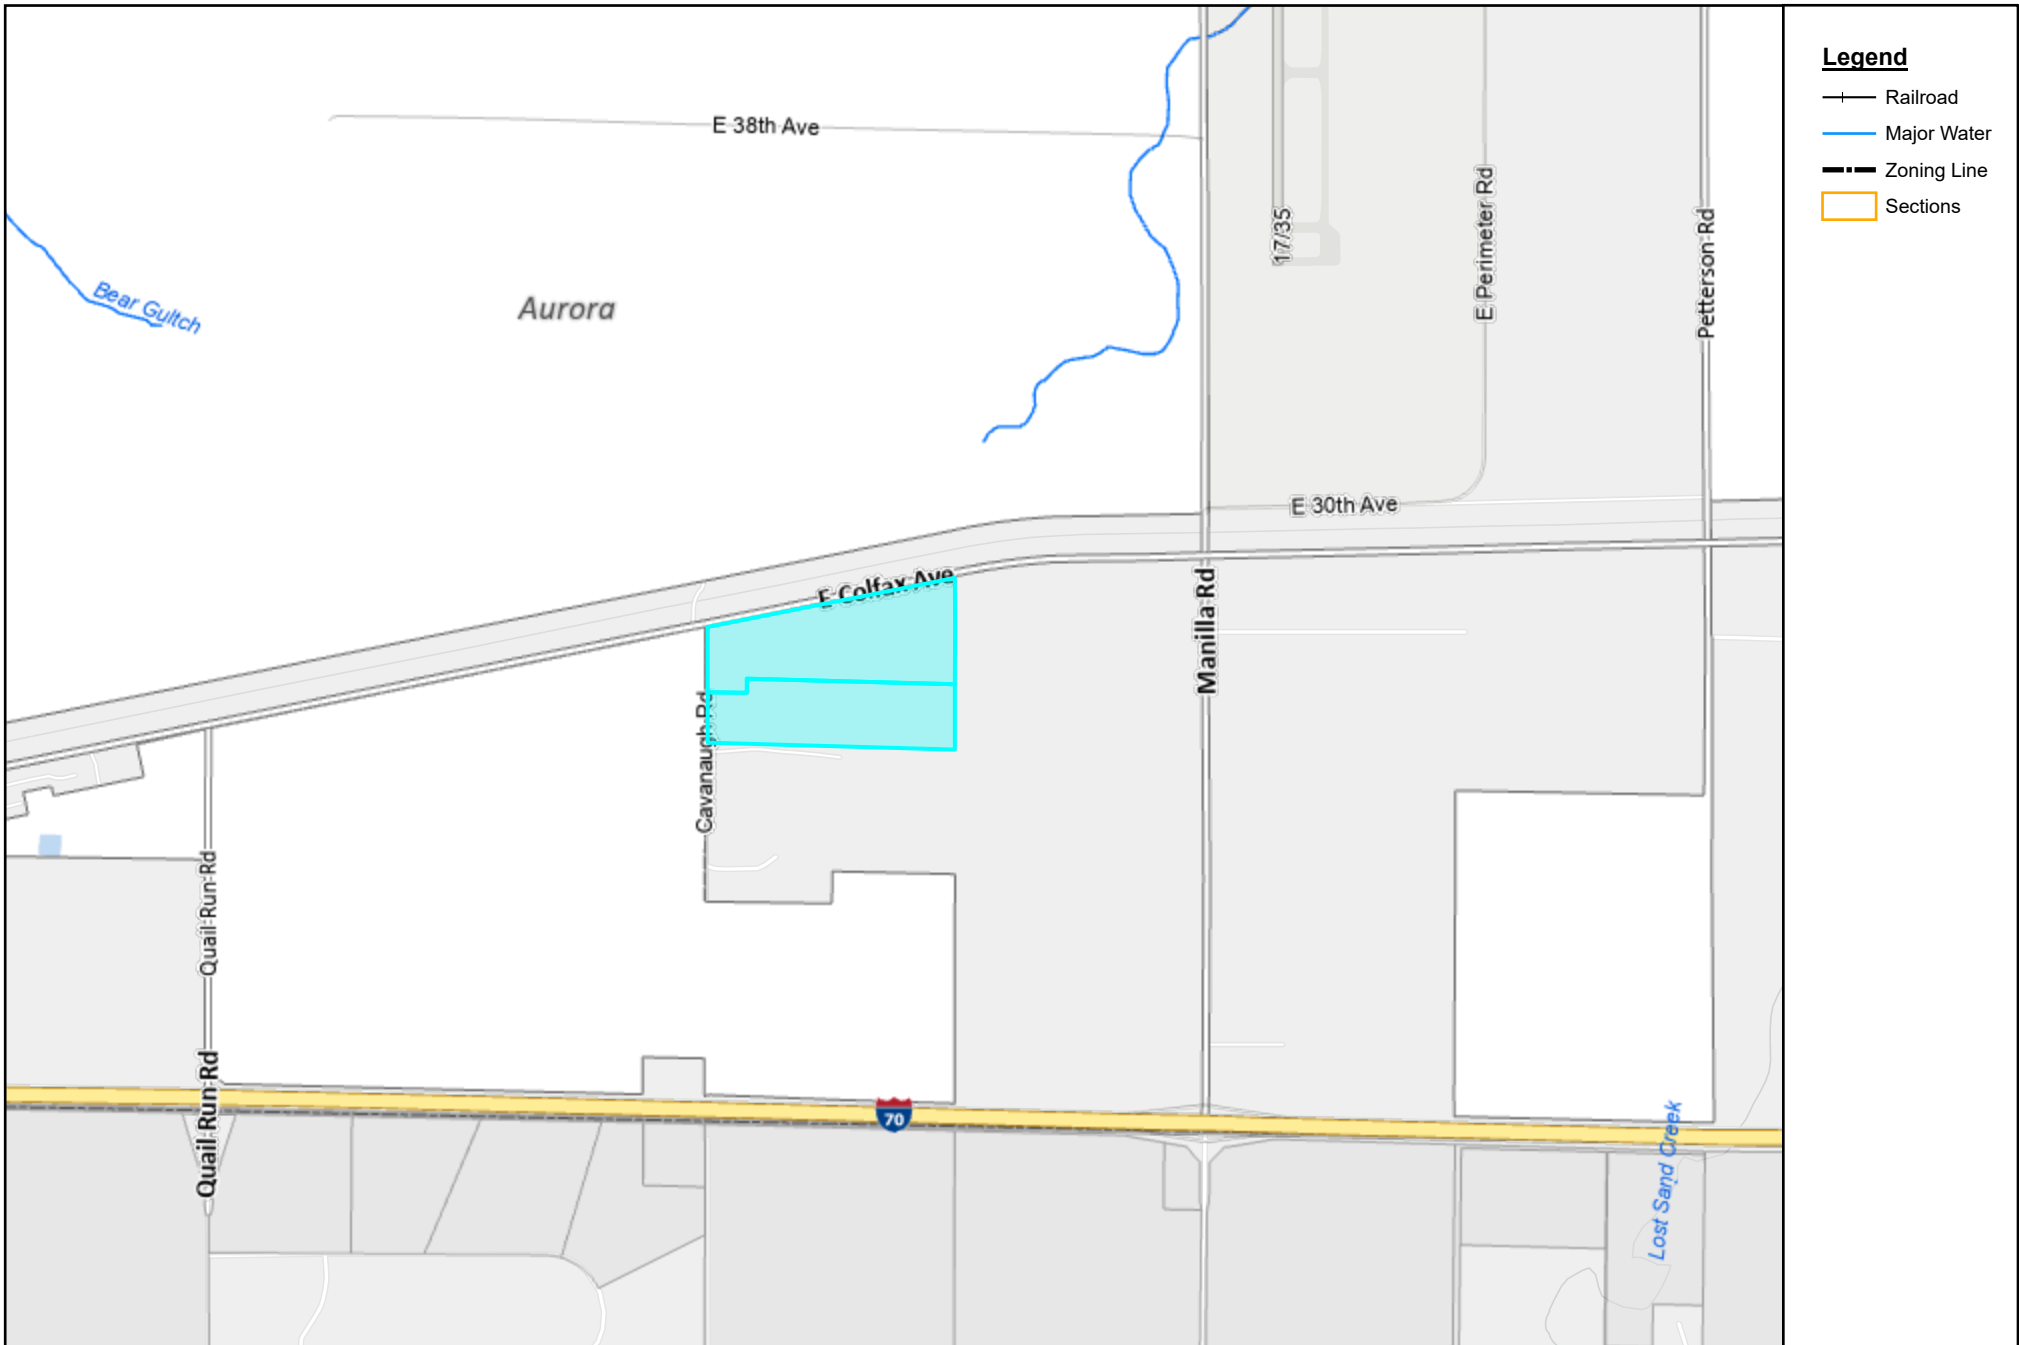 Legend
Railroad
Major Water
Zoning Line
Sections
E 38th Ave
Bear Gultch
Aurora
17/35
E Perimeter Rd
Petterson Rd
E 30th Ave
E Colfax Ave
Manilla Rd
Cavanaugh Rd
Quail Run Rd
Quail Run Rd
70
Lost Sand Creek